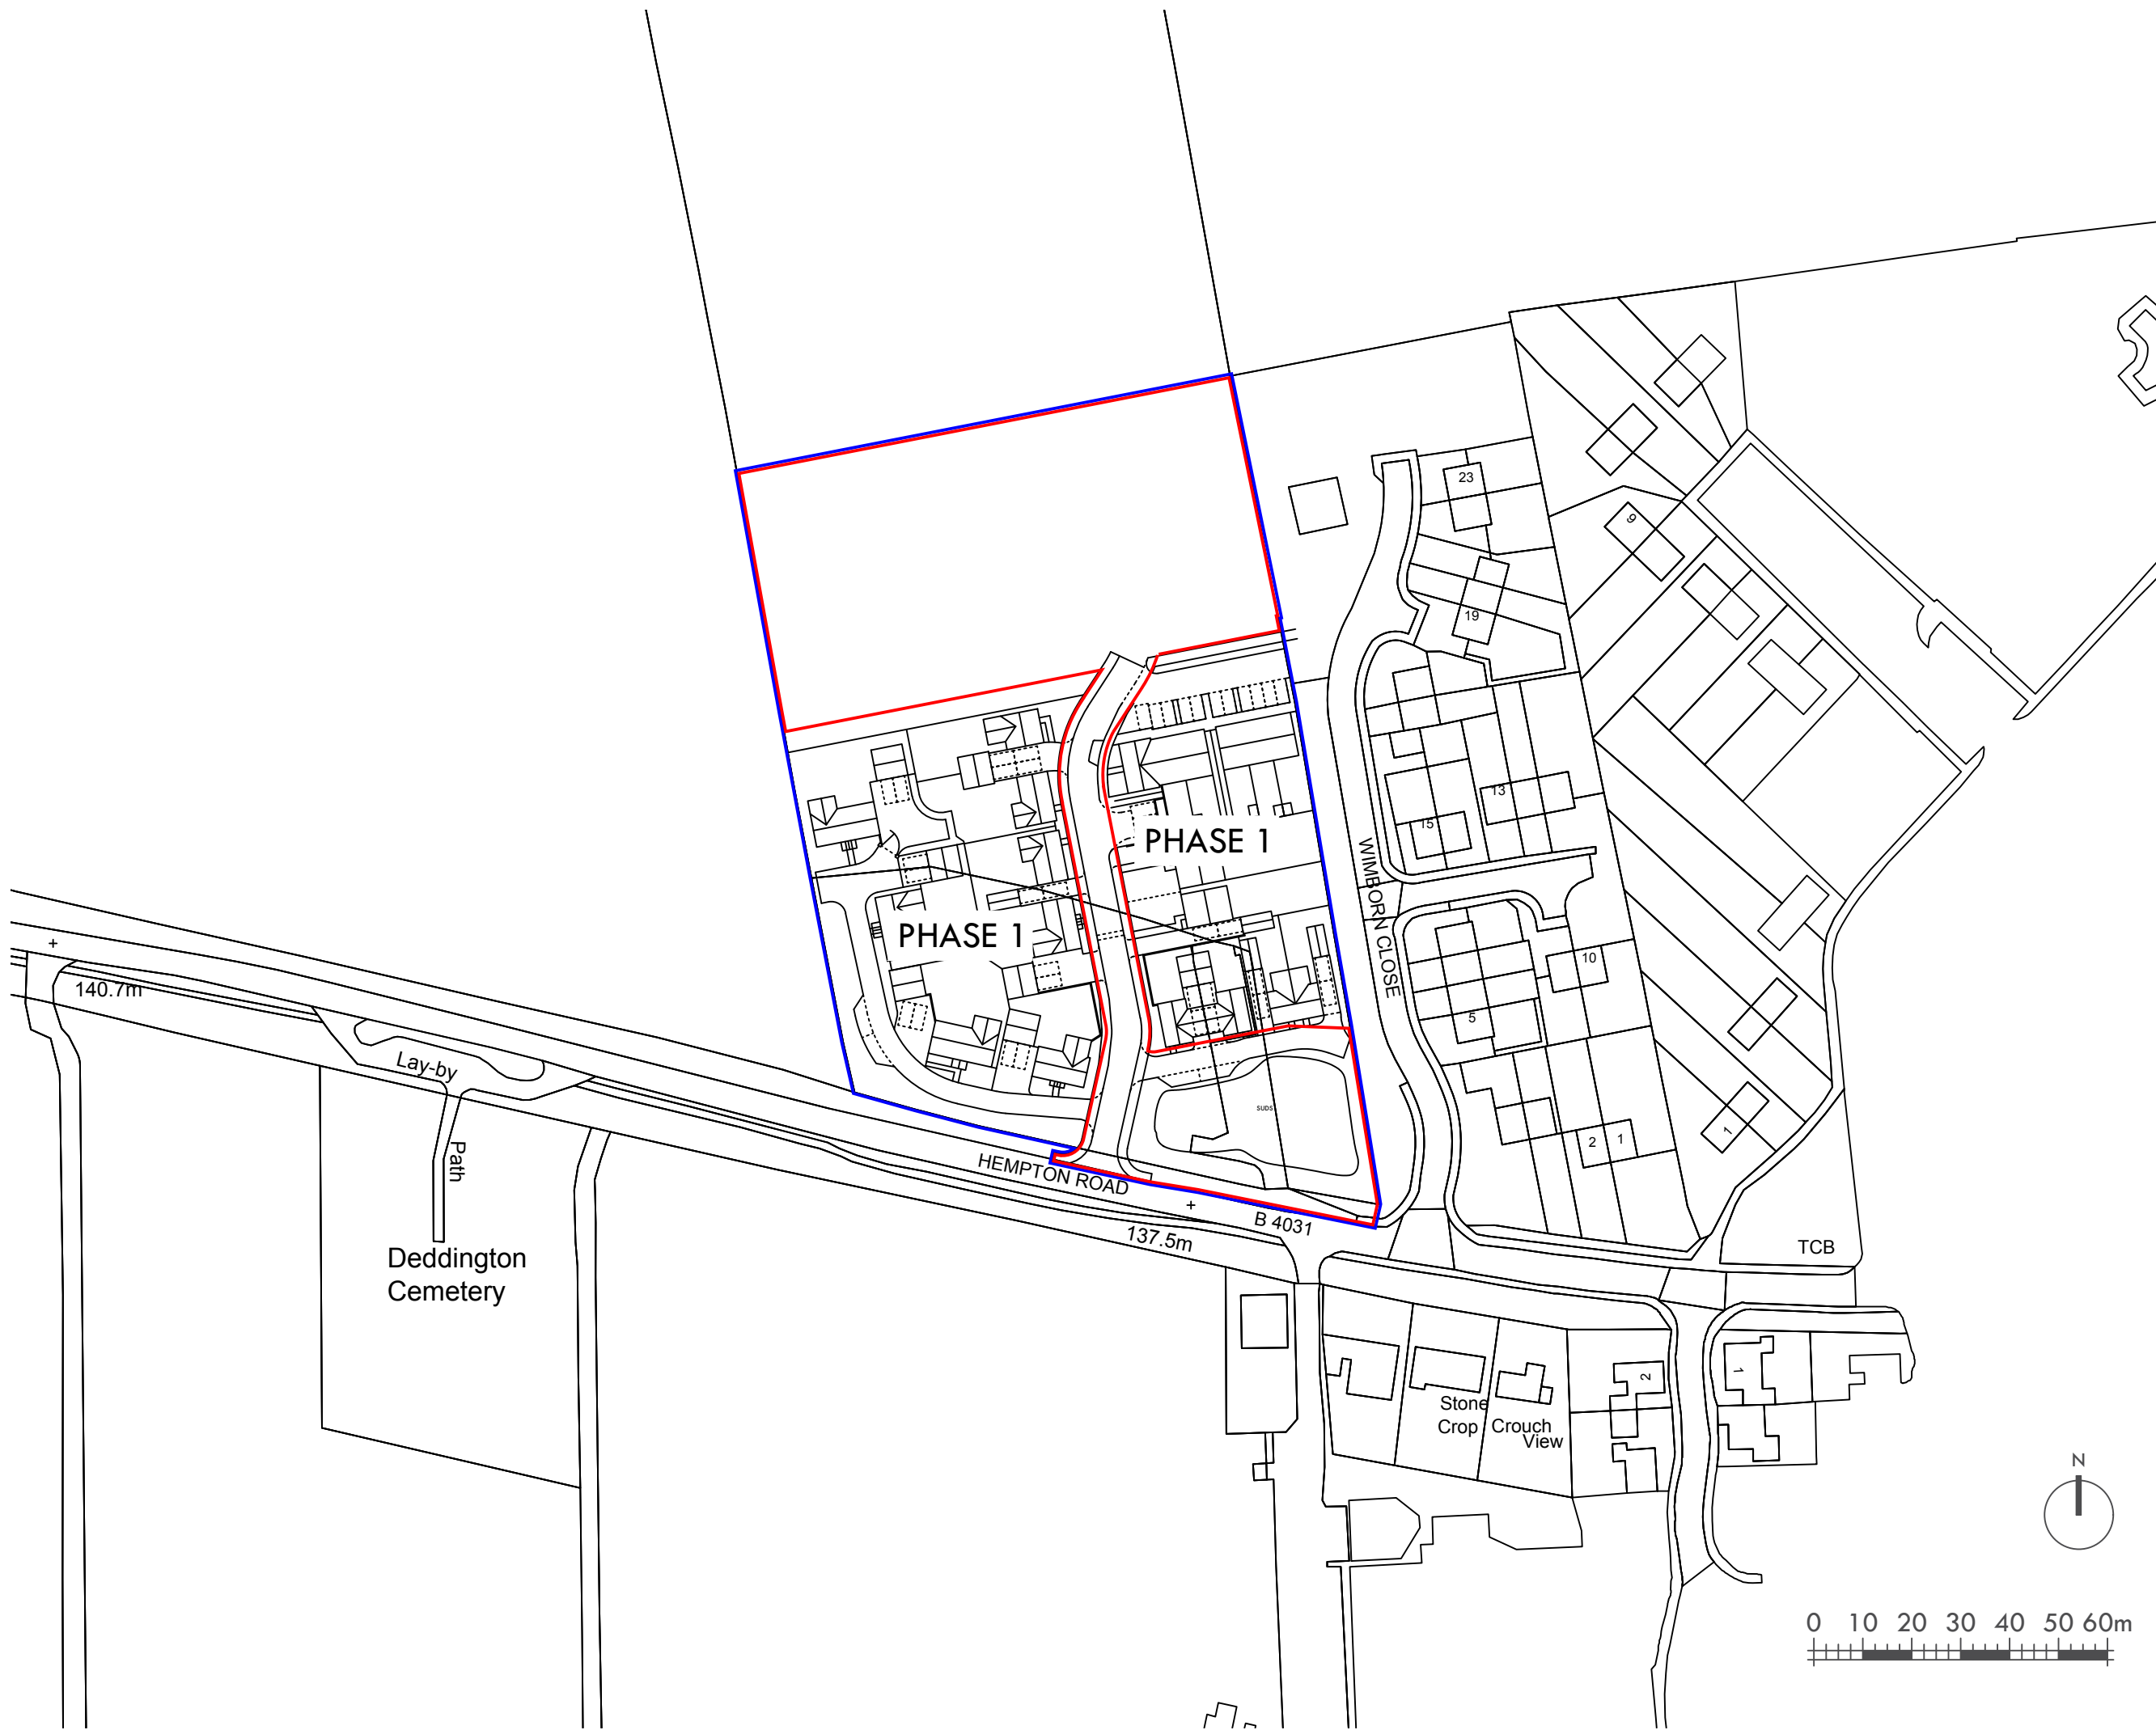 23
9
19
13
15
PHASE 1
WIMBORN CLOSE
PHASE 1
10
5
140.7m
Lay-by
Path
SUDS
1
2
1
HEMPTON ROAD
B 4031
137.5m
TCB
Deddington
Cemetery
2
1
Stone
Crop
Crouch
View
N
0 10 20 30 40 50 60m